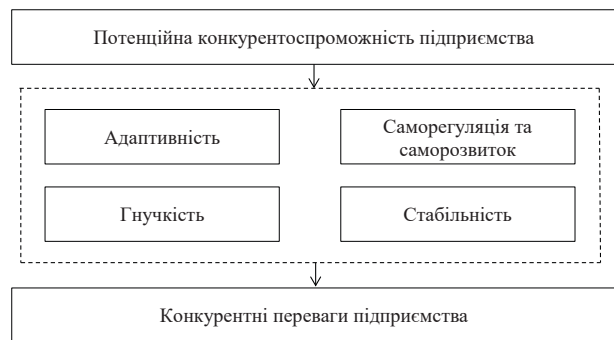 Потенційна конкурентоспроможність підприємства
Адаптивність
Саморегуляція та
саморозвиток
Гнучкість
Стабільність
Конкурентні переваги підприємства